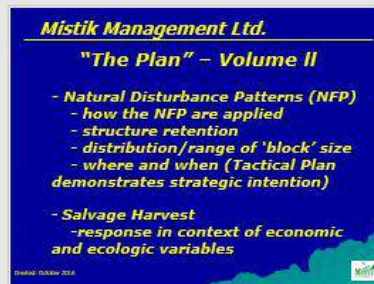 Mistik Management Ltd.
“The Plan” – Volume ll
- Natural Disturbance Patterns (NFP)
- how the NFP are applied
- structure retention
- distribution/range of ‘block’ size
- where and when (Tactical Plan
demonstrates strategic intention)
- Salvage Harvest
-response in context of economic
and ecologic variables